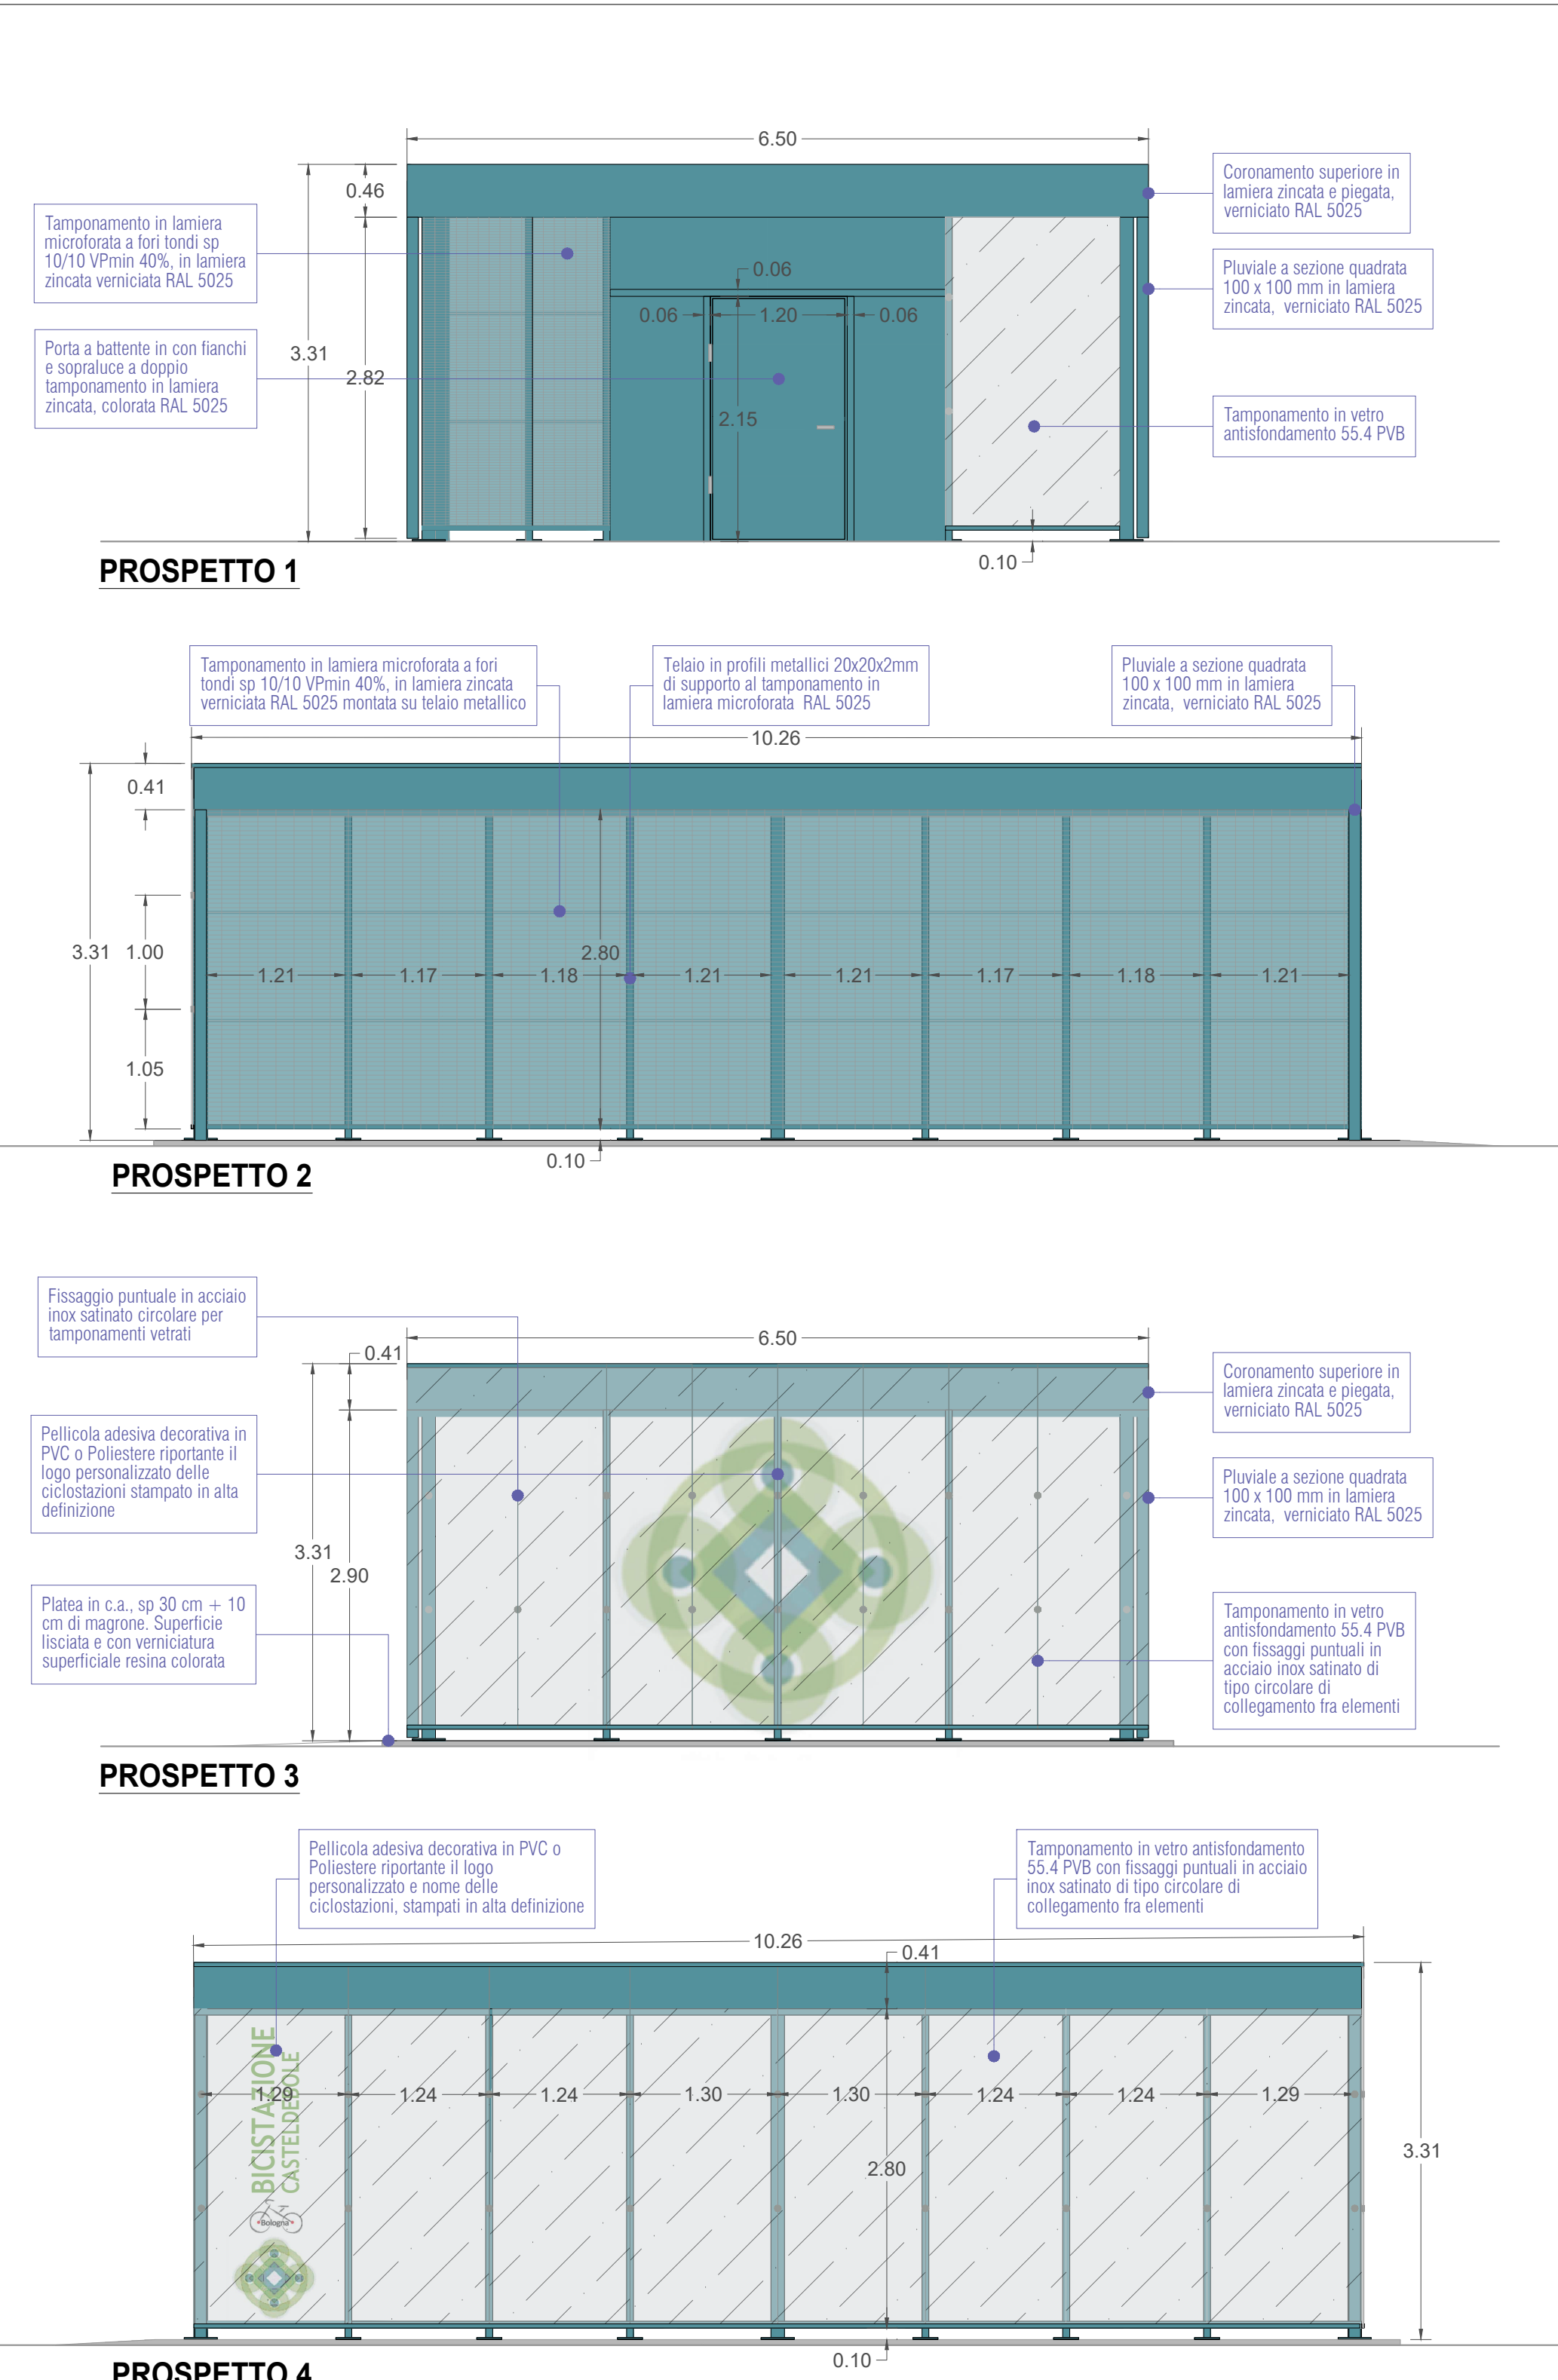 6.50
0.46
Coronamento superiore in
lamiera zincata e piegata,
verniciato RAL 5025
Tamponamento in lamiera
microforata a fori tondi sp
10/10 VPmin 40%, in lamiera
zincata verniciata RAL 5025
Pluviale a sezione quadrata
100 x 100 mm in lamiera
zincata, verniciato RAL 5025
0.06
0.06
1.20
0.06
Porta a battente in con fianchi
e sopraluce a doppio
tamponamento in lamiera
zincata, colorata RAL 5025
3.31
2.82
2.15
Tamponamento in vetro
antisfondamento 55.4 PVB
0.10
PROSPETTO 1
Tamponamento in lamiera microforata a fori
tondi sp 10/10 VPmin 40%, in lamiera zincata
verniciata RAL 5025 montata su telaio metallico
Telaio in profili metallici 20x20x2mm
di supporto al tamponamento in
lamiera microforata RAL 5025
Pluviale a sezione quadrata
100 x 100 mm in lamiera
zincata, verniciato RAL 5025
10.26
0.41
3.31
1.00
2.80
1.21
1.17
1.18
1.21
1.21
1.17
1.18
1.21
1.05
0.10
PROSPETTO 2
Fissaggio puntuale in acciaio
inox satinato circolare per
tamponamenti vetrati
6.50
0.41
Coronamento superiore in
lamiera zincata e piegata,
verniciato RAL 5025
Pellicola adesiva decorativa in
PVC o Poliestere riportante il
logo personalizzato delle
ciclostazioni stampato in alta
definizione
Pluviale a sezione quadrata
100 x 100 mm in lamiera
zincata, verniciato RAL 5025
3.31
2.90
Platea in c.a., sp 30 cm + 10
cm di magrone. Superficie
lisciata e con verniciatura
superficiale resina colorata
Tamponamento in vetro
antisfondamento 55.4 PVB
con fissaggi puntuali in
acciaio inox satinato di
tipo circolare di
collegamento fra elementi
PROSPETTO 3
Pellicola adesiva decorativa in PVC o
Poliestere riportante il logo
personalizzato e nome delle
ciclostazioni, stampati in alta definizione
Tamponamento in vetro antisfondamento
55.4 PVB con fissaggi puntuali in acciaio
inox satinato di tipo circolare di
collegamento fra elementi
10.26
0.41
BICISTAZIONE
CASTELDEBOLE
Bologna
1.29
1.24
1.24
1.30
1.30
1.24
1.24
1.29
2.80
3.31
0.10
PROSPETTO 4